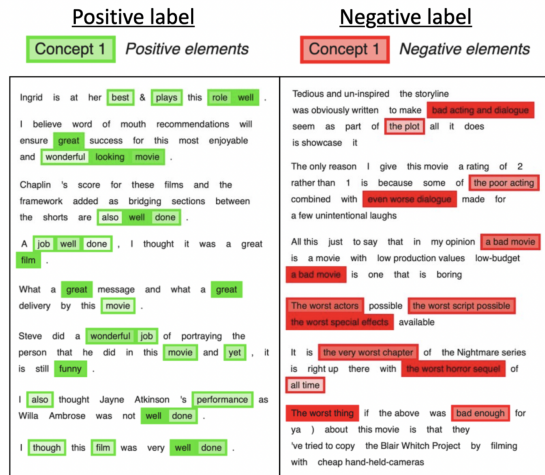 Positive label
Concept 1 Positive elements
Ingrid is at her best & plays this role well .
I believe word of mouth recommendations will
ensure great success for this most enjoyable
and wonderful looking movie .
Chaplin 's score for these films and the
framework added as bridging sections between
the shorts are also well done .
A job well done , I thought it was a great
film .
What a great message and what a great
delivery by this movie .
Steve did a wonderful job of portraying the
person that he did in this movie and yet , it
is still funny .
I also thought Jayne Atkinson 's performance as
Willa Ambrose was not well done .
I though this film was very well done .
Negative label
Concept 1 Negative elements
Tedious and un-inspired the storyline
was obviously written to make bad acting and dialogue
seem as part of the plot all it does
is showcase it
The only reason I give this movie a rating of 2
rather than 1 is because some of the poor acting
combined with even worse dialogue made for
a few unintentional laughs
All this just to say that in my opinion a bad movie
is a movie with low production values low-budget
a bad movie is one that is boring
The worst actors possible the worst script possible
the worst special effects available
It is the very worst chapter of the Nightmare series
is right up there with the worst horror sequel of
all time
The worst thing if the above was bad enough for
ya ) about this movie is that they
've tried to copy the Blair Whitch Project by filming
with cheap hand-held-cameras